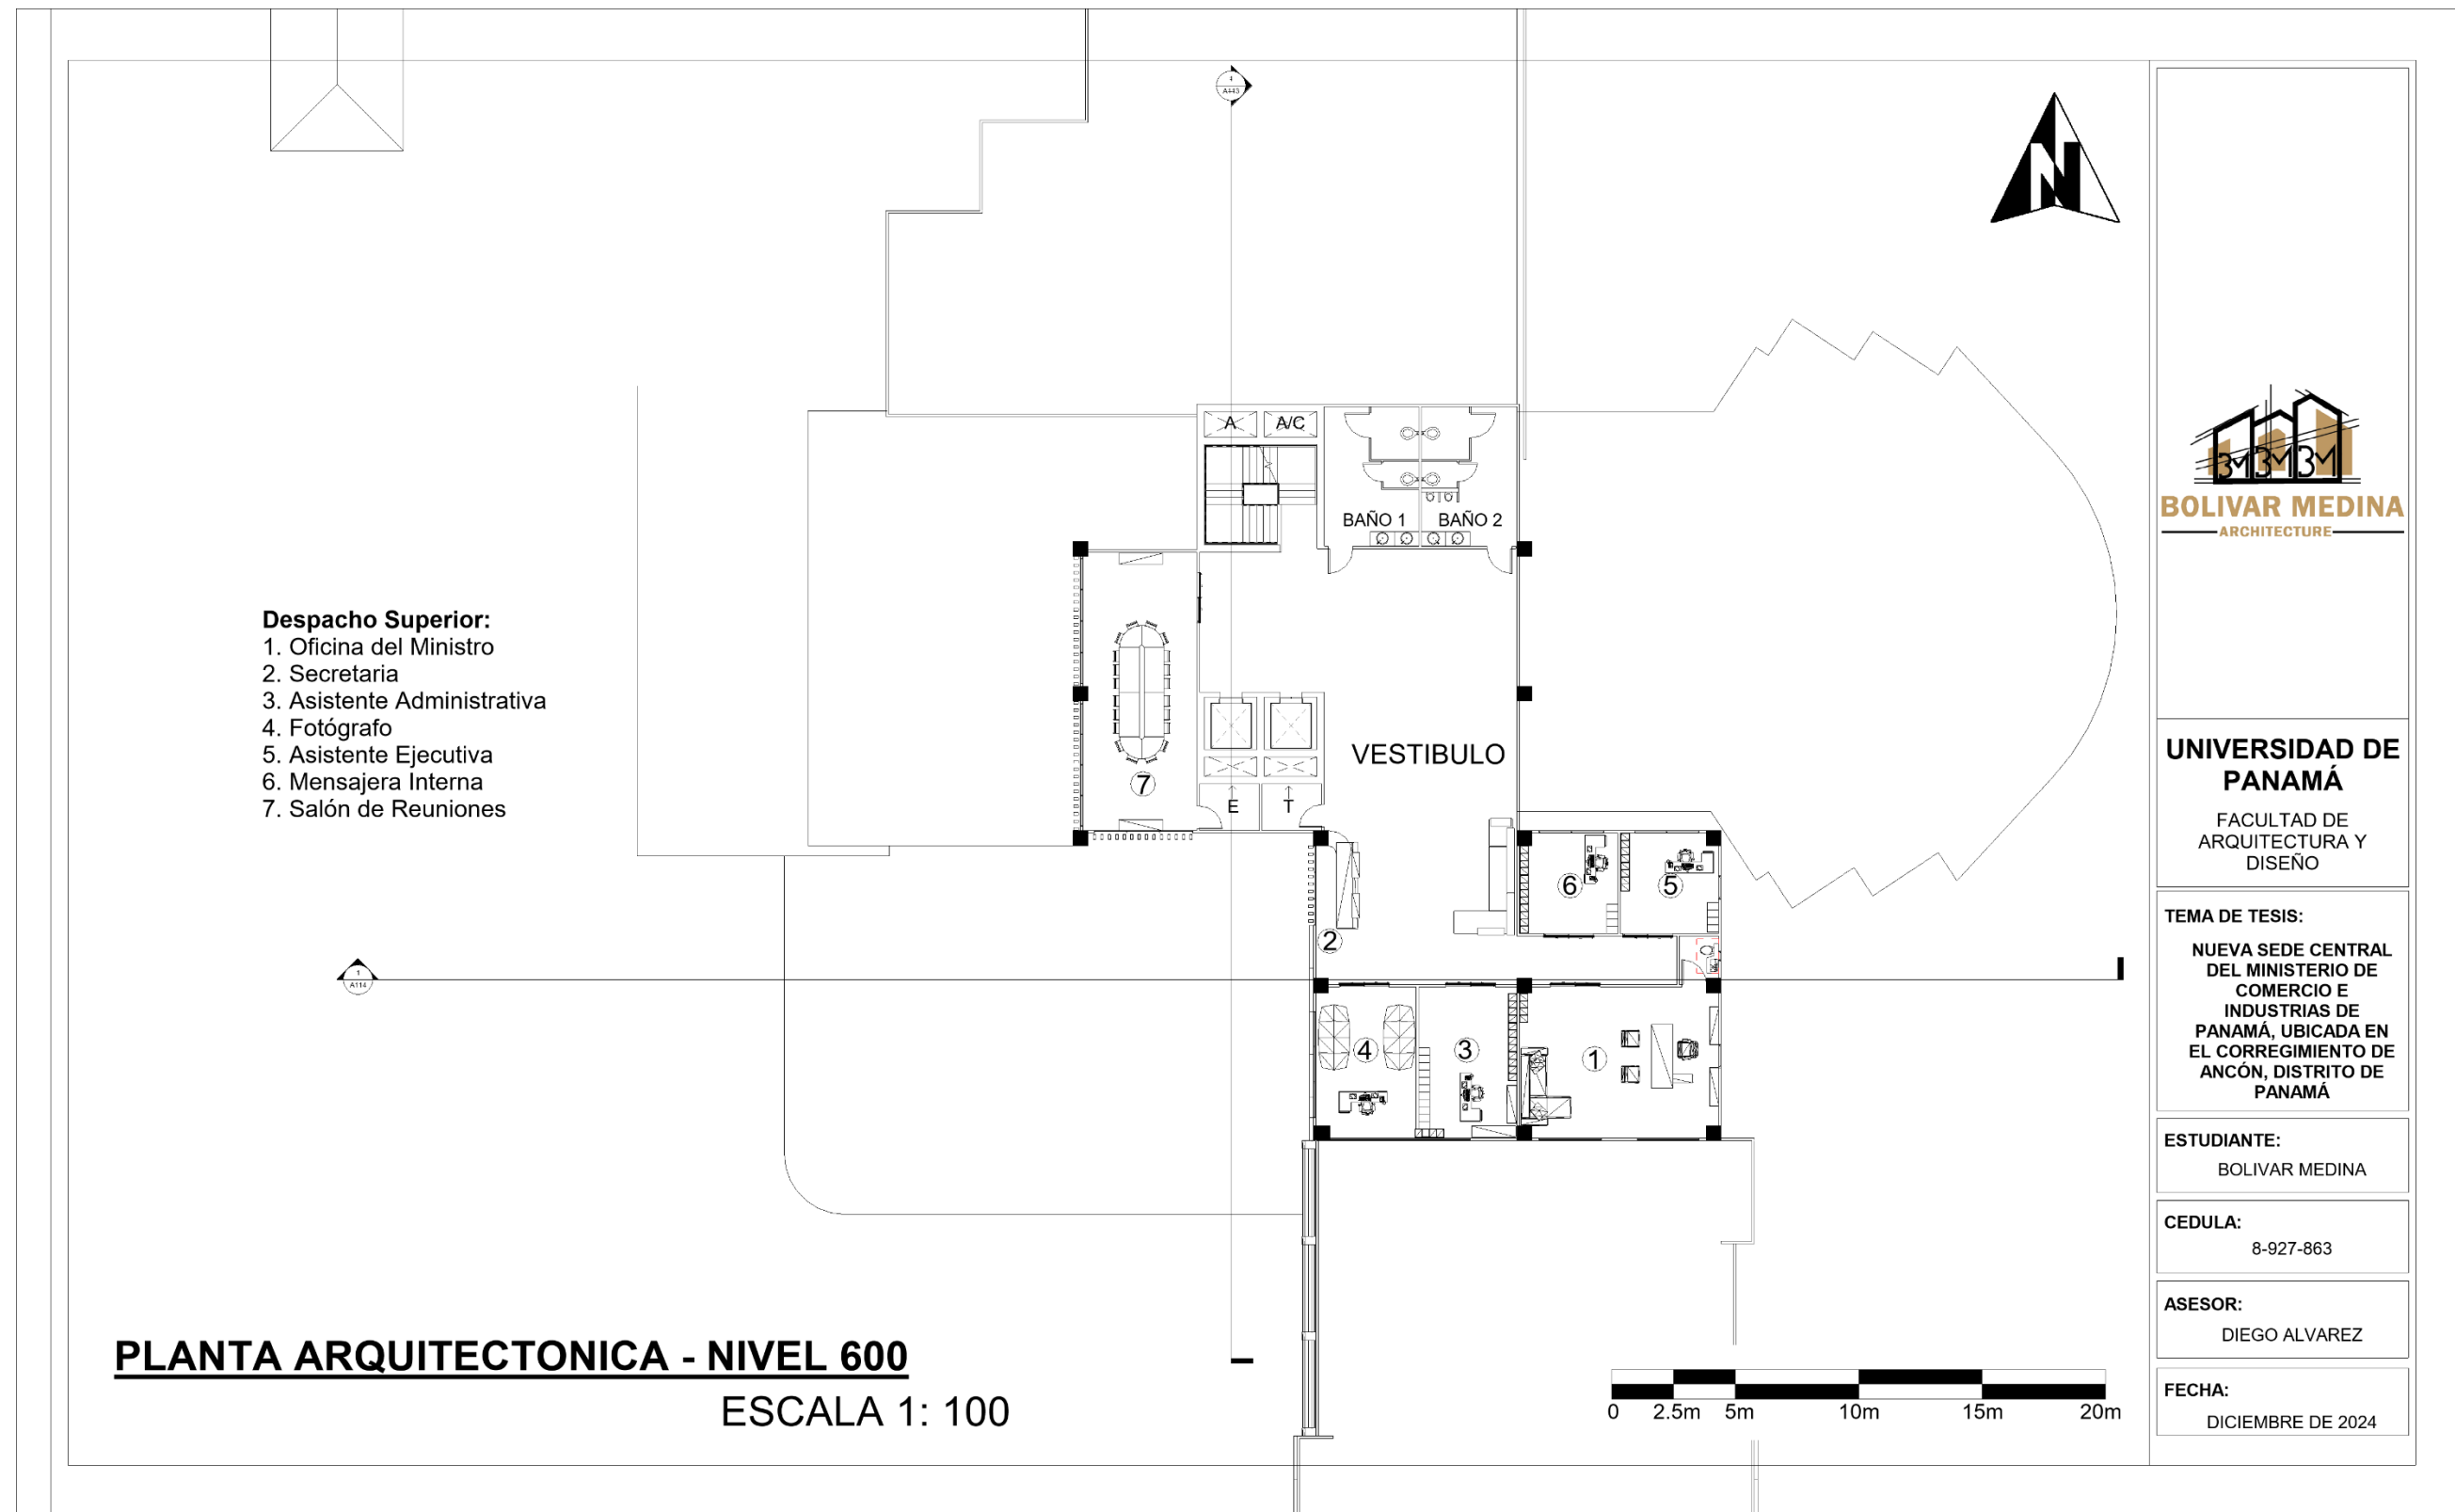 4
A443
N
A
A/C
BAÑO 1
BAÑO 2
Despacho Superior:
1. Oficina del Ministro
2. Secretaria
3. Asistente Administrativa
4. Fotógrafo
5. Asistente Ejecutiva
6. Mensajera Interna
7. Salón de Reuniones
VESTIBULO
7
E
T
6
5
2
1
A114
4
3
1
PLANTA ARQUITECTONICA - NIVEL 600
ESCALA 1: 100
0
2.5m
5m
10m
15m
20m
3M3M3M
BOLIVAR MEDINA
ARCHITECTURE
UNIVERSIDAD DE
PANAMÁ
FACULTAD DE
ARQUITECTURA Y
DISEÑO
TEMA DE TESIS:
NUEVA SEDE CENTRAL
DEL MINISTERIO DE
COMERCIO E
INDUSTRIAS DE
PANAMÁ, UBICADA EN
EL CORREGIMIENTO DE
ANCÓN, DISTRITO DE
PANAMÁ
ESTUDIANTE:
BOLIVAR MEDINA
CEDULA:
8-927-863
ASESOR:
DIEGO ALVAREZ
FECHA:
DICIEMBRE DE 2024